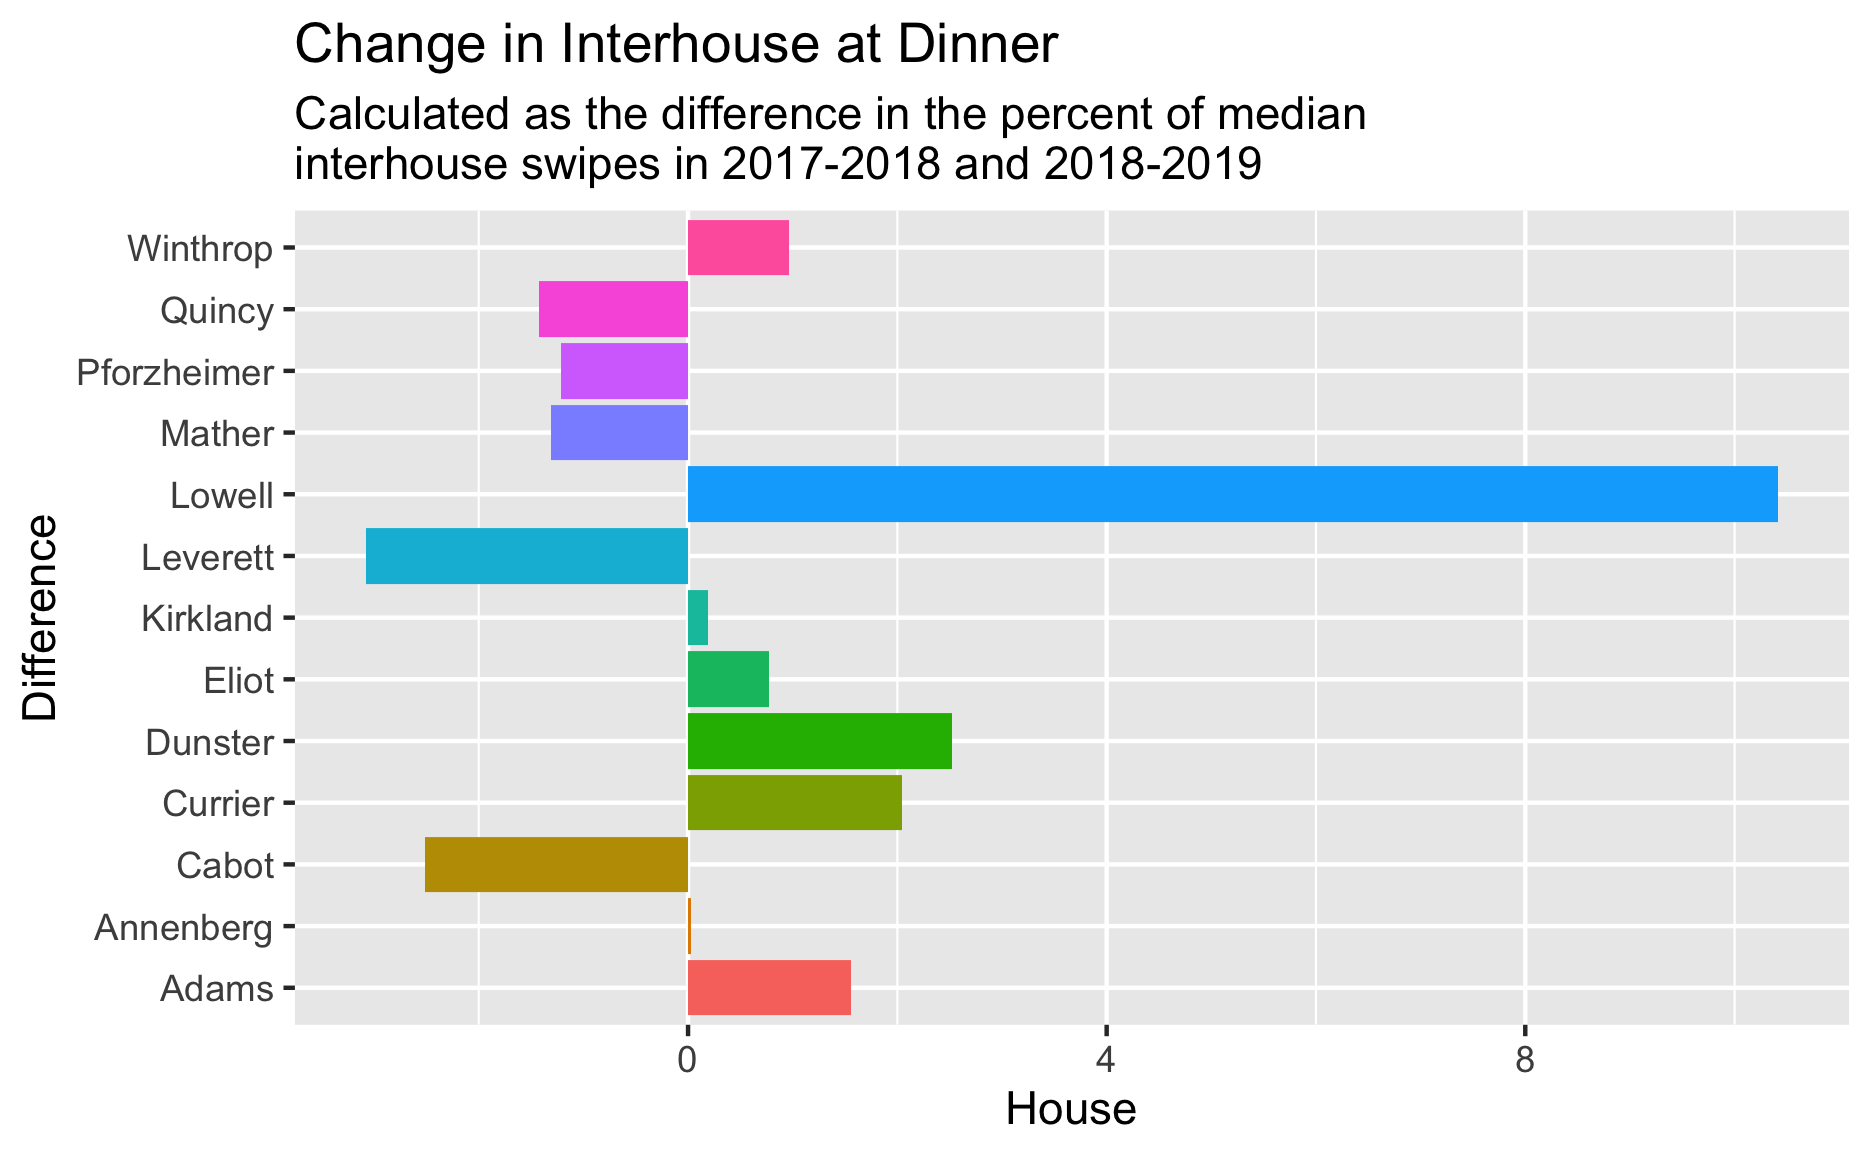 Change in Interhouse at Dinner
Calculated as the difference in the percent of median
interhouse swipes in 2017-2018 and 2018-2019
Difference
Winthrop
Quincy
Pforzheimer
Mather
Lowell
Leverett
Kirkland
Eliot
Dunster
Currier
Cabot
Annenberg
Adams
0 4 8
House